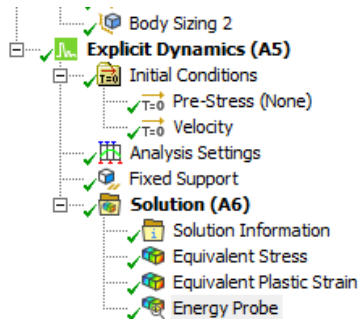 Body Sizing 2
Explicit Dynamics (A5)
T=0 Initial Conditions
T=0 Pre-Stress (None)
T=0 Velocity
Analysis Settings
Fixed Support
Solution (A6)
Solution Information
Equivalent Stress
Equivalent Plastic Strain
Energy Probe